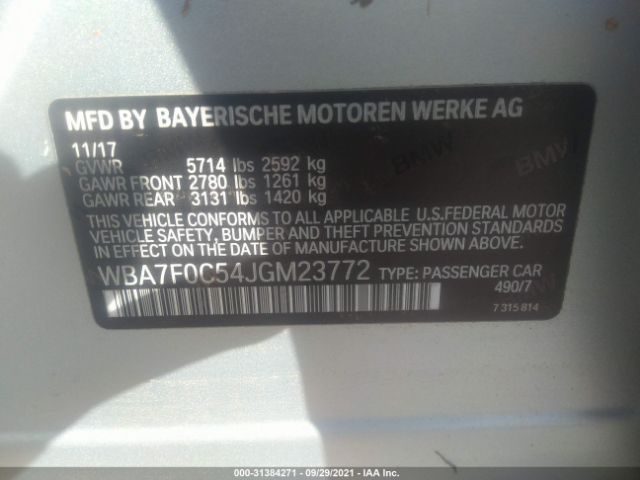 MFD BY BAYERISCHE MOTOREN WERKE AG
11/17
GVWR 5714 lbs 2592 kg
GAWR FRONT 2780 lbs 1261 kg
GAWR REAR 3131 lbs 1420 kg
THIS VEHICLE CONFORMS TO ALL APPLICABLE U.S.FEDERAL MOTOR
VEHICLE SAFETY, BUMPER AND THEFT PREVENTION STANDARDS
IN EFFECT ON THE DATE OF MANUFACTURE SHOWN ABOVE.
WBA7F0C54JGM23772 TYPE: PASSENGER CAR
490/7
7 315 814
BMW
BMW
000-31384271 - 09/29/2021 - IAA Inc.